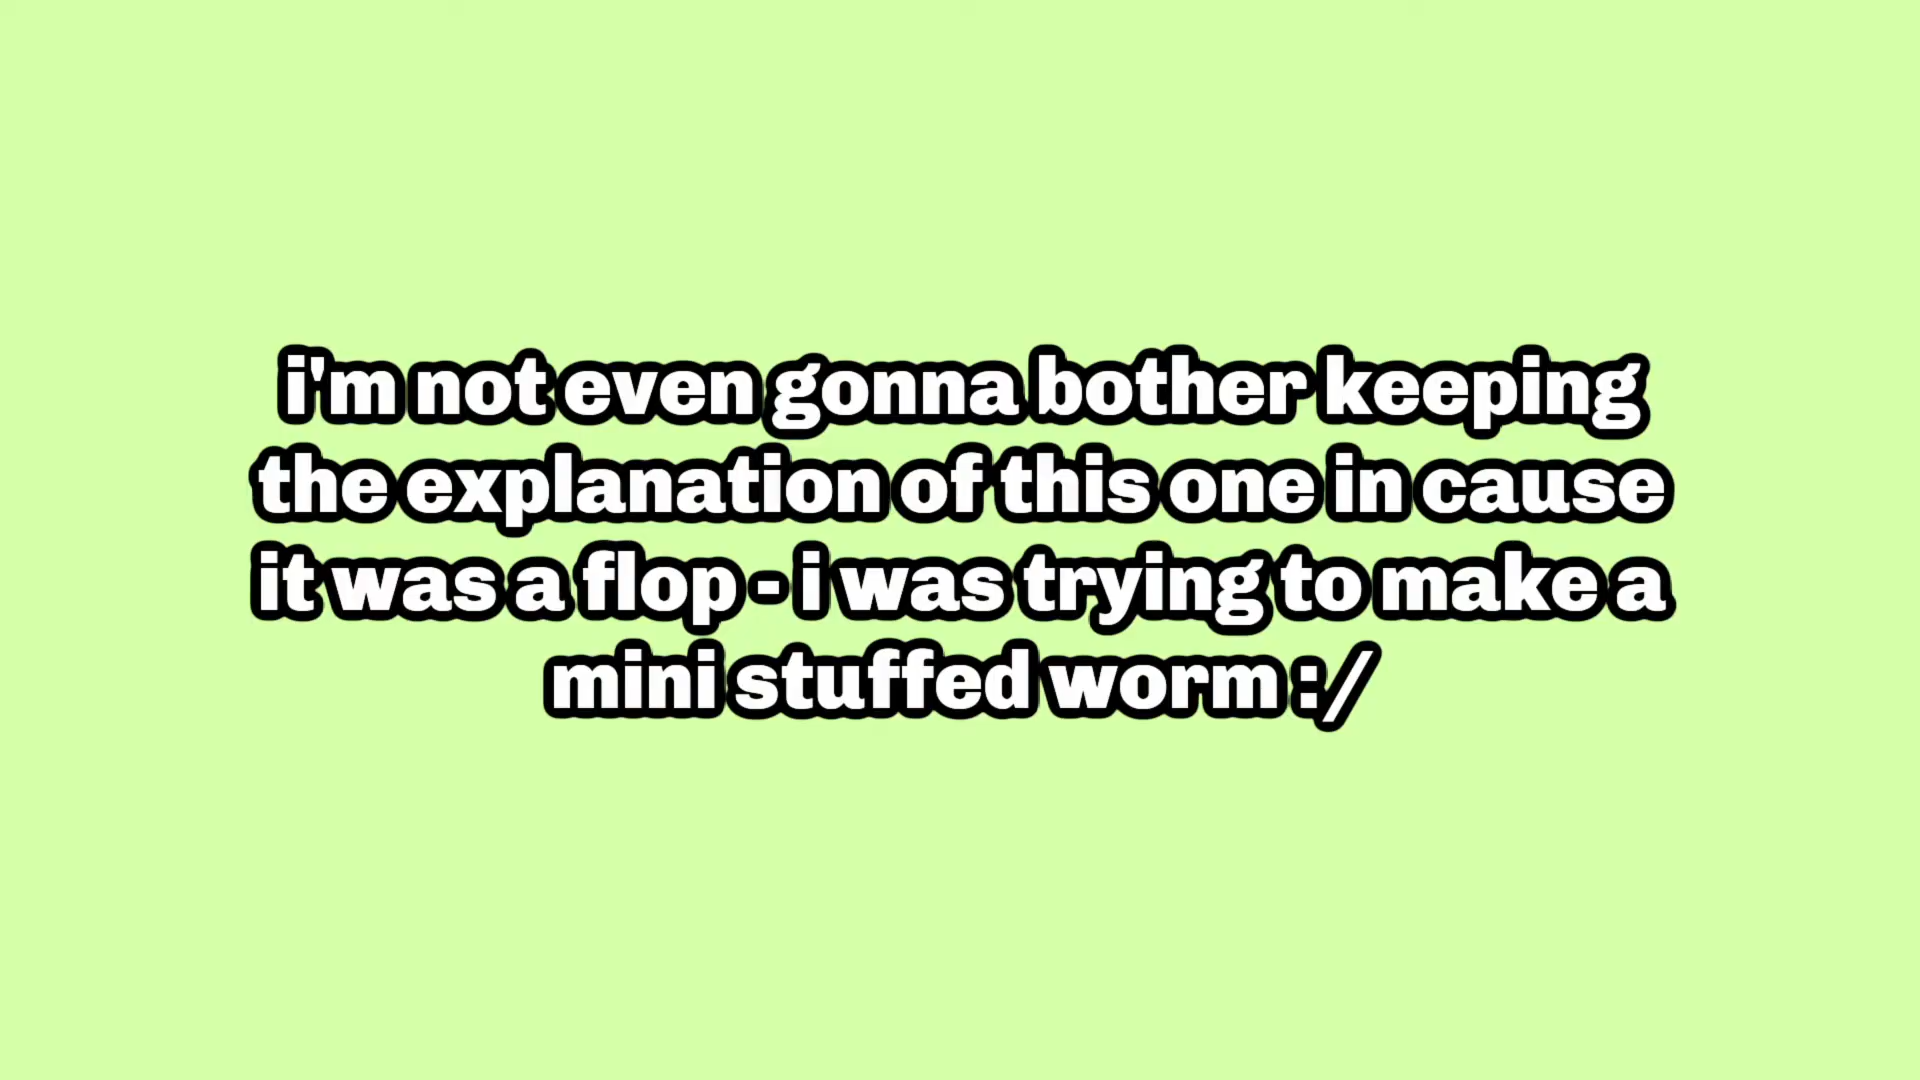 i'm not even gonna bother keeping
the explanation of this one in cause
it was a flop - i was trying to make a
mini stuffed worm :/